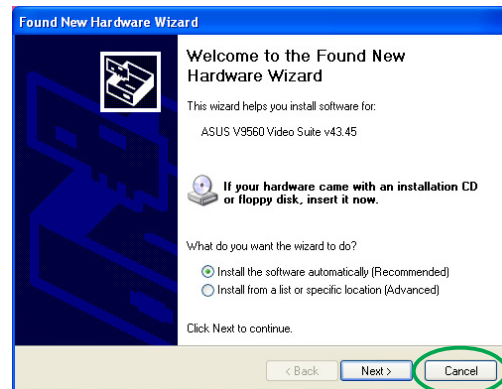 Found New Hardware Wizard
Welcome to the Found New
Hardware Wizard
This wizard helps you install software for:
ASUS V9560 Video Suite v43.45
If your hardware came with an installation CD
or floppy disk, insert it now.
What do you want the wizard to do?
Install the software automatically (Recommended)
Install from a list or specific location (Advanced)
Click Next to continue.
< Back
Next >
Cancel